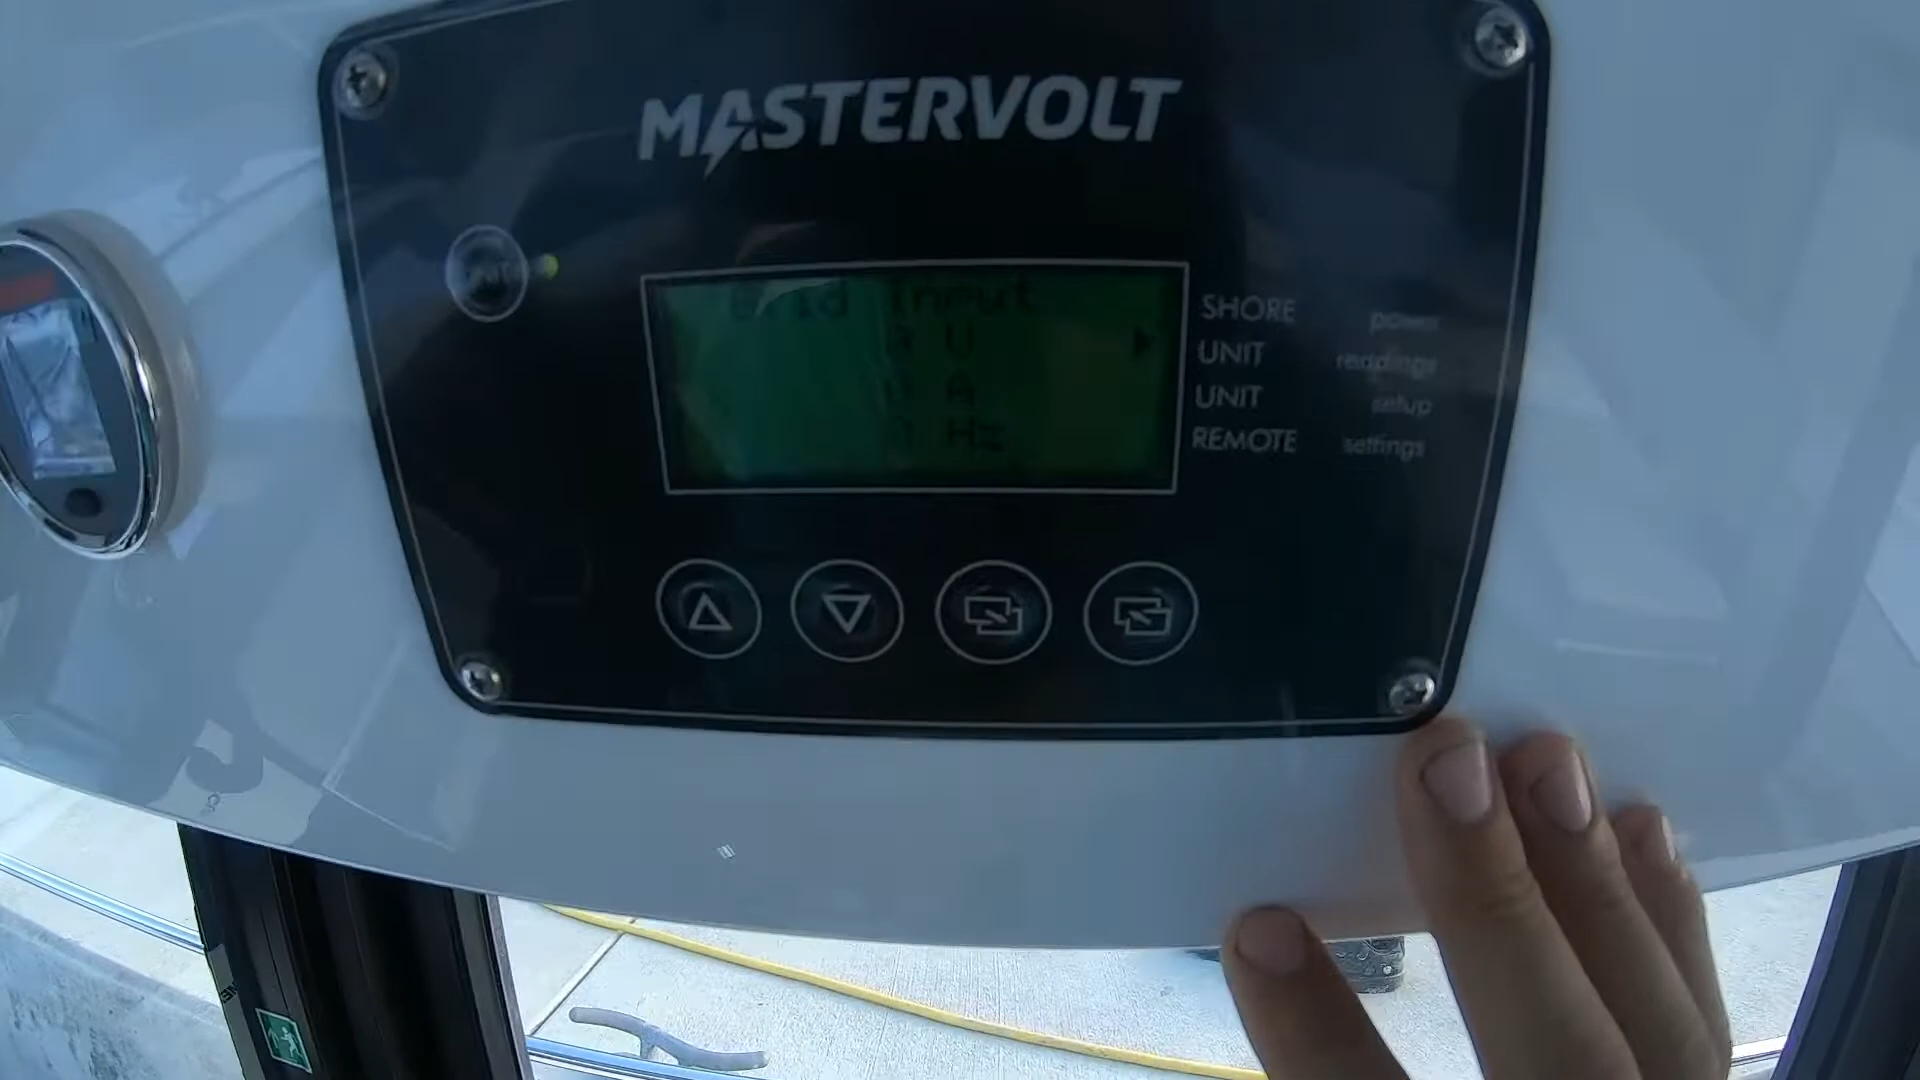 MASTERVOLT
Grid Input
V
A
Hz
SHORE power
UNIT readings
UNIT setup
REMOTE settings